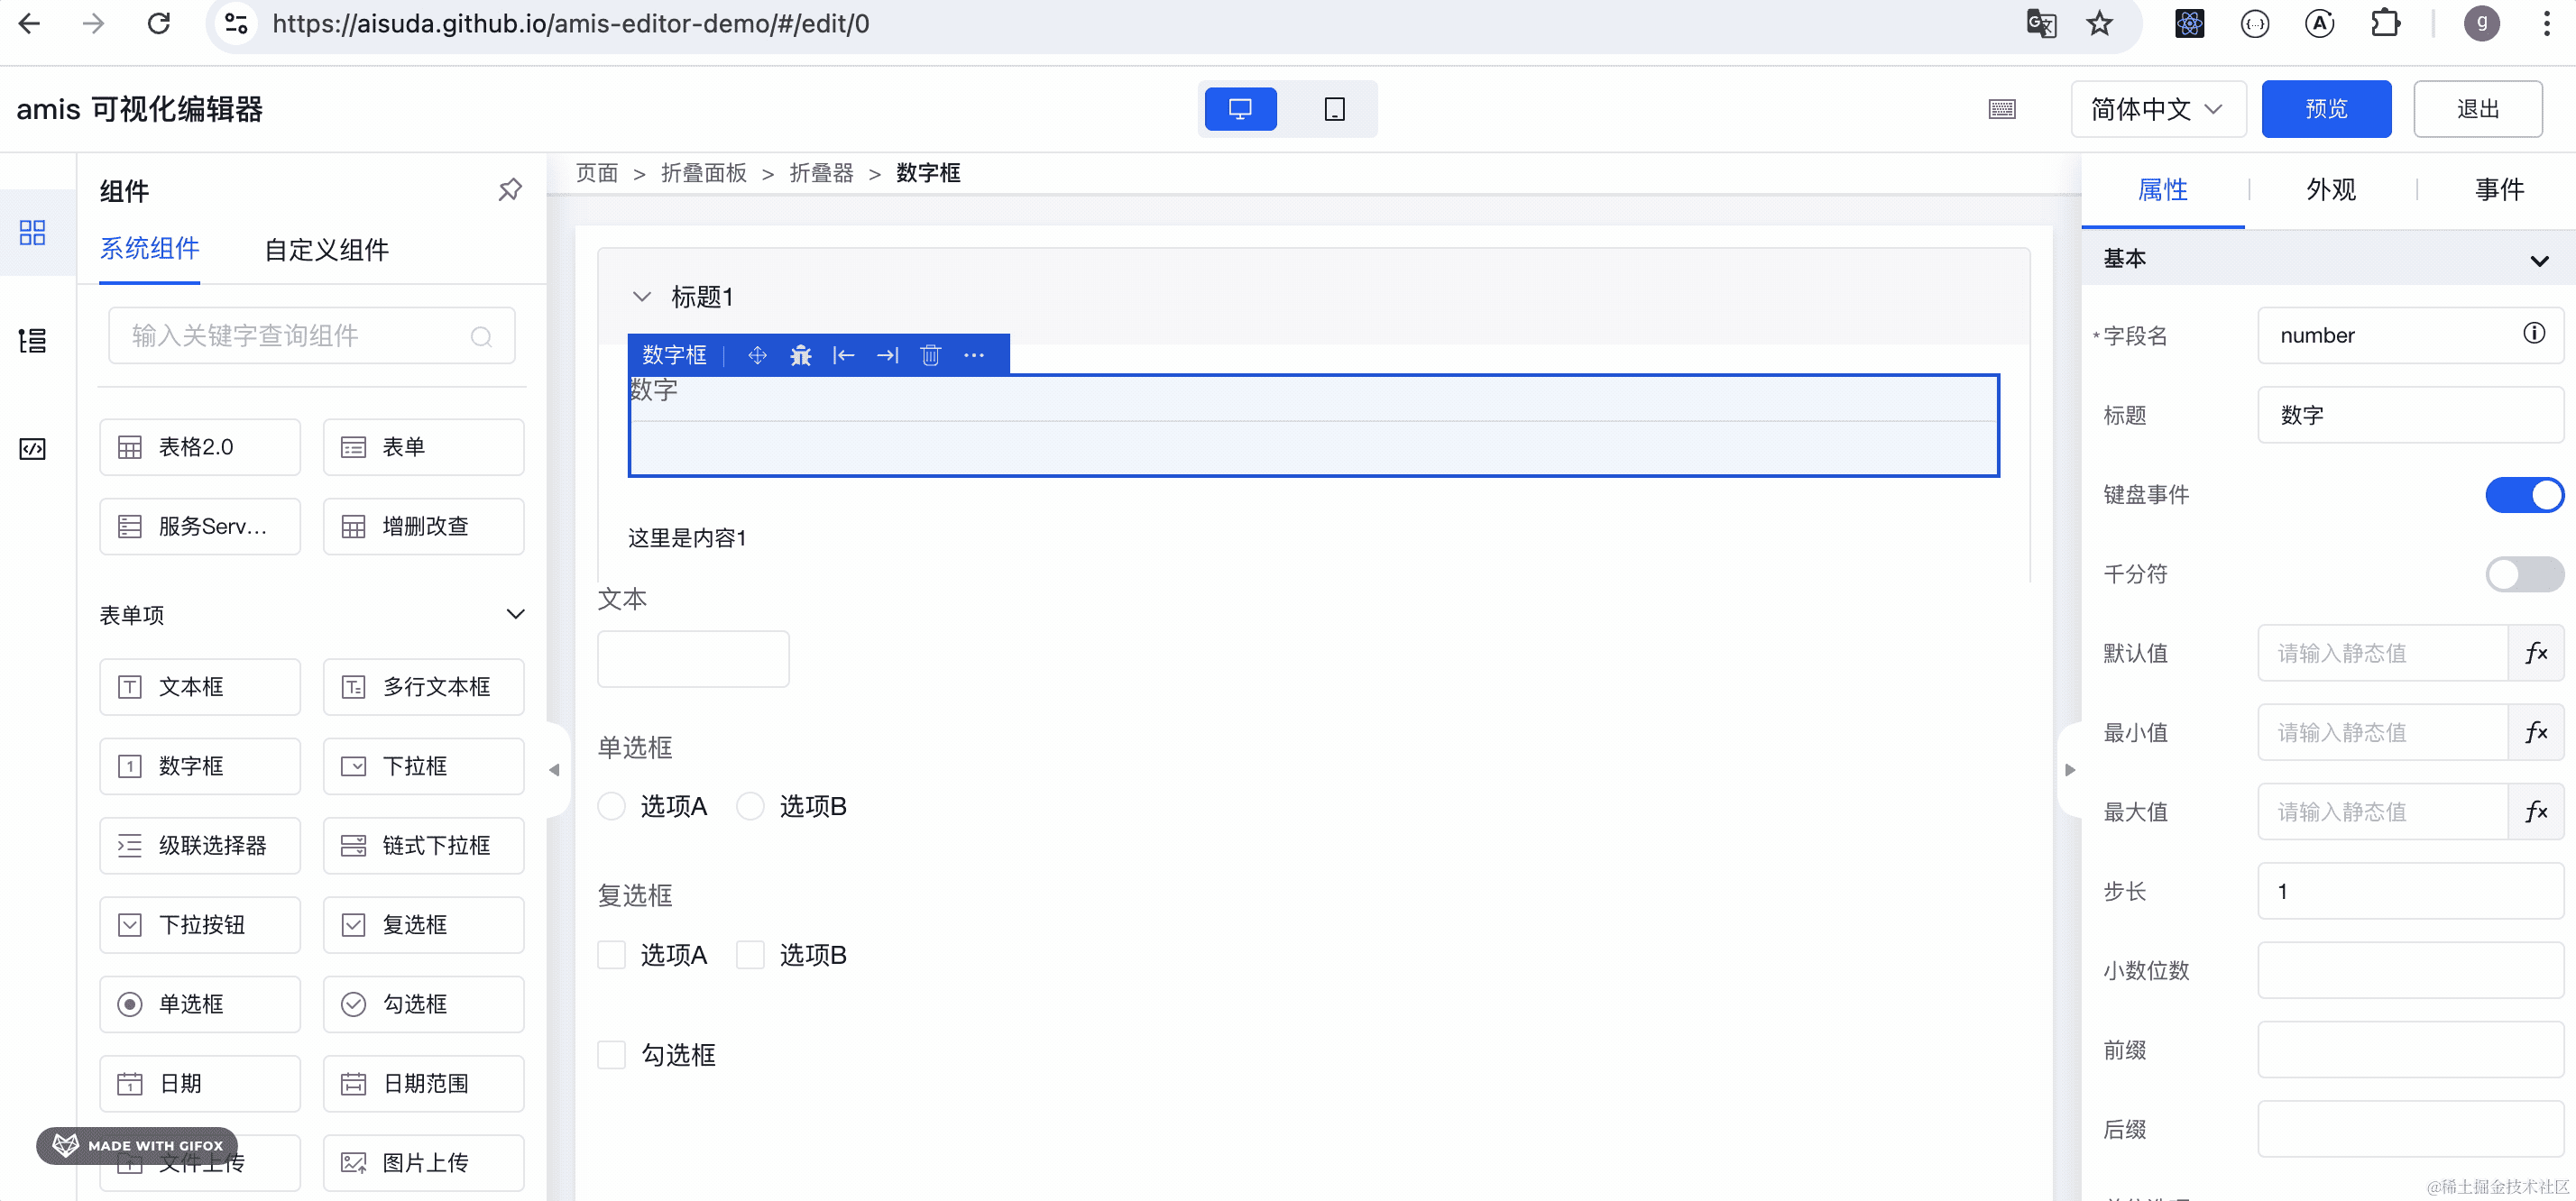 https://aisuda.github.io/amis-editor-demo/#/edit/0
g
amis 可视化编辑器
简体中文
预览
退出
组件
系统组件
自定义组件
输入关键字查询组件
表格2.0
表单
服务Serv...
增删改查
表单项
文本框
多行文本框
数字框
下拉框
级联选择器
链式下拉框
下拉按钮
复选框
单选框
勾选框
日期
日期范围
文件上传
图片上传
MADE WITH GIFOX
页面 > 折叠面板 > 折叠器 > 数字框
标题1
数字框
数字
这里是内容1
文本
单选框
选项A 选项B
复选框
选项A 选项B
勾选框
属性
外观
事件
基本
*字段名 number
标题 数字
键盘事件
千分符
默认值 请输入静态值 fx
最小值 请输入静态值 fx
最大值 请输入静态值 fx
步长 1
小数位数
前缀
后缀
@稀土掘金技术社区